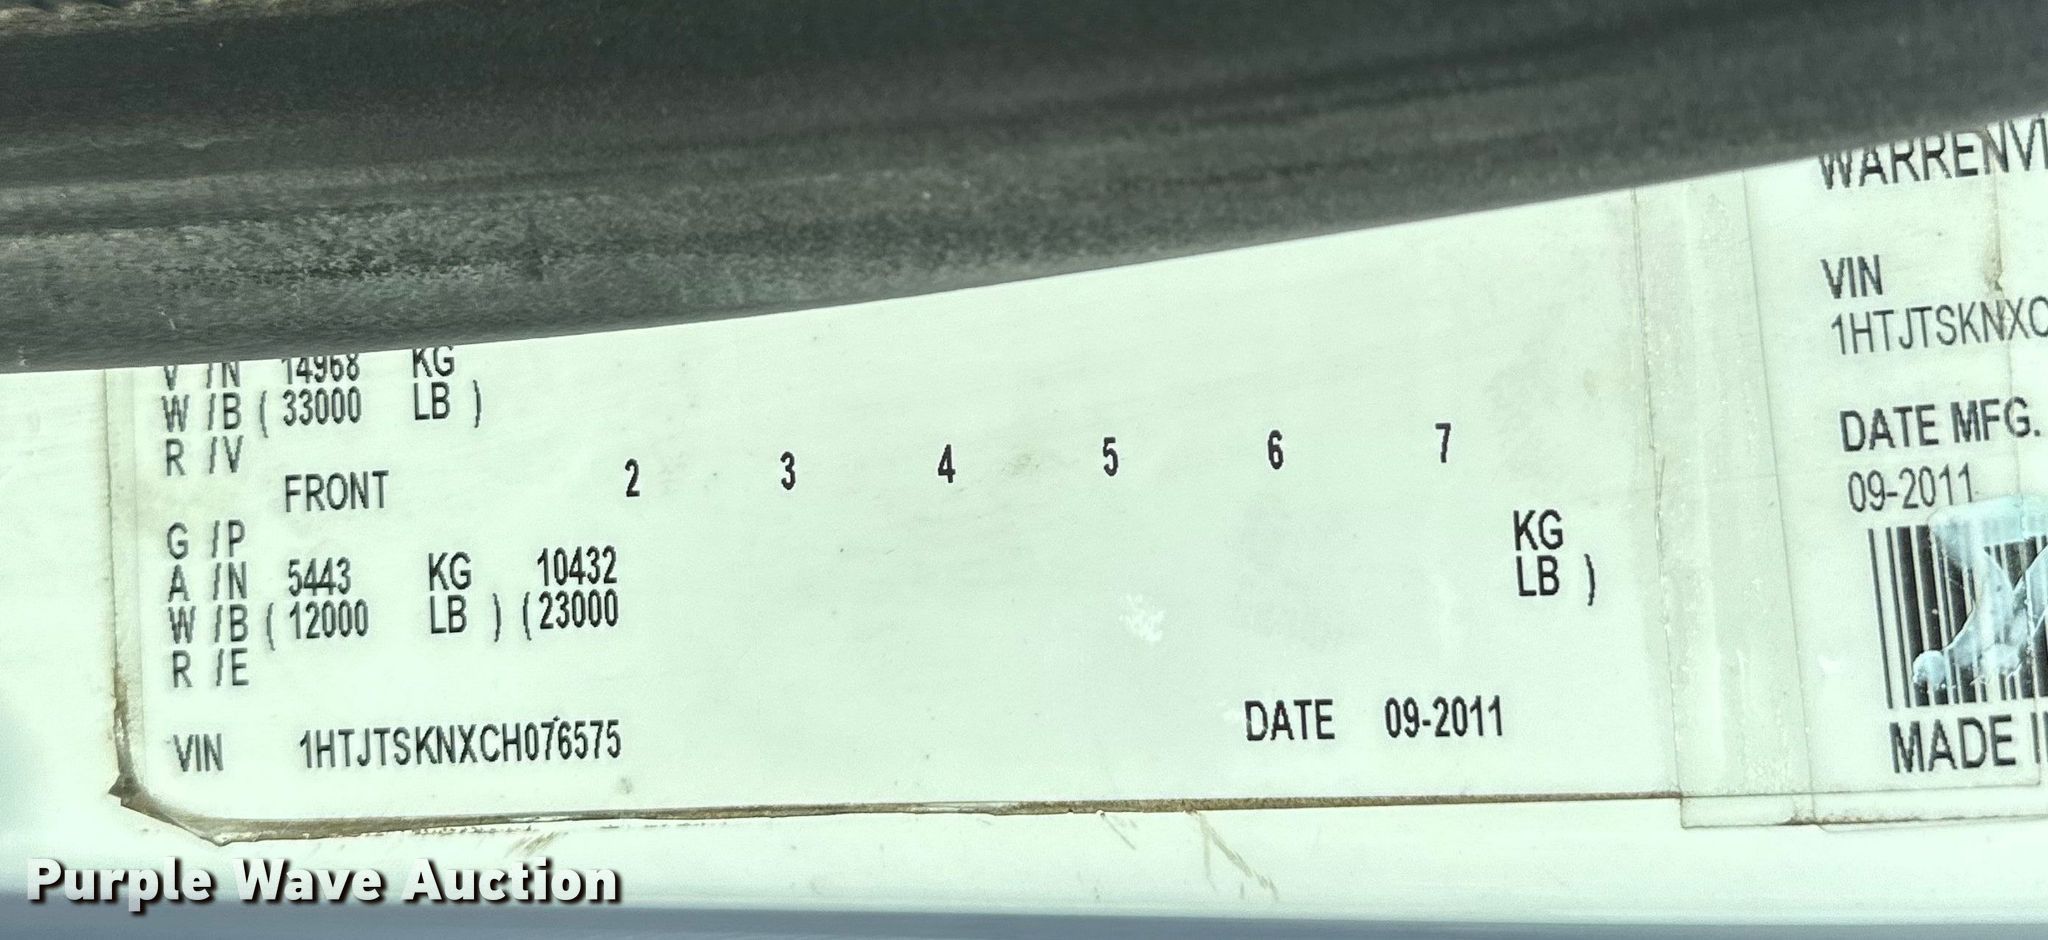 V /N 14968 KG
W /B ( 33000 LB )
R /V
FRONT 2 3 4 5 6 7
G /P
A /N 5443 KG 10432 KG
W /B ( 12000 LB ) ( 23000 LB )
R /E
VIN 1HTJTSKNXCH076575 DATE 09-2011
WARRENVI
VIN
1HTJTSKNXC
DATE MFG.
09-2011
MADE I
Purple Wave Auction